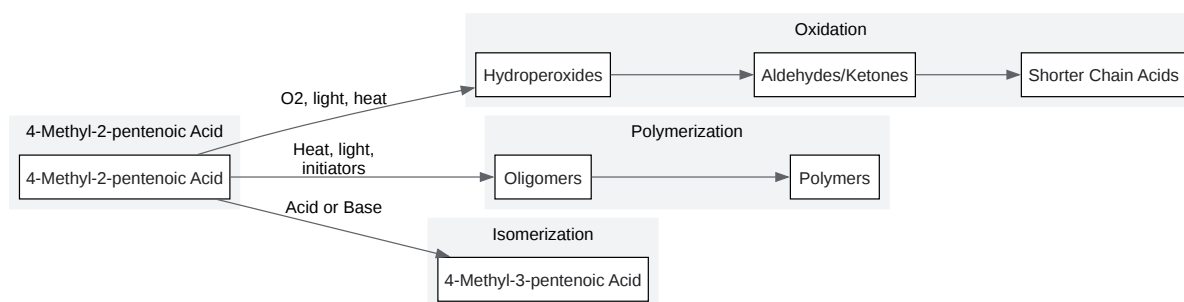 Oxidation
Hydroperoxides
Aldehydes/Ketones
Shorter Chain Acids
O2, light, heat
4-Methyl-2-pentenoic Acid
4-Methyl-2-pentenoic Acid
Heat, light,
initiators
Polymerization
Oligomers
Polymers
Acid or Base
Isomerization
4-Methyl-3-pentenoic Acid